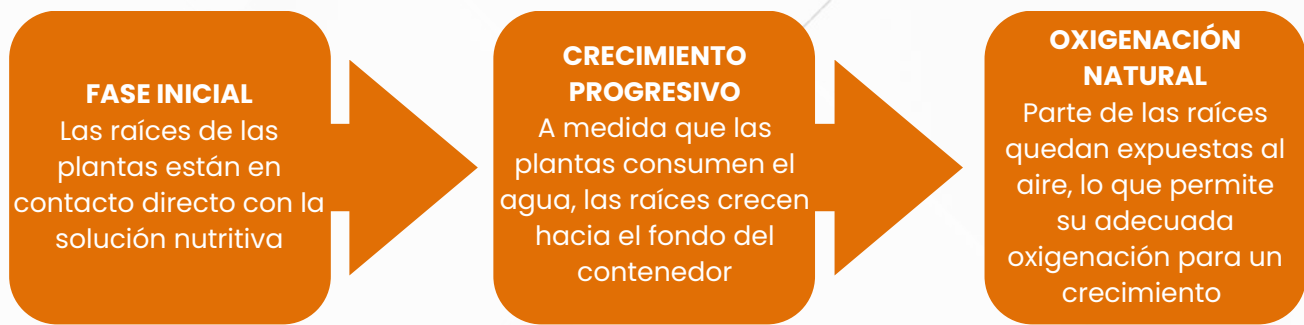 FASE INICIAL
Las raíces de las
plantas están en
contacto directo con la
solución nutritiva
CRECIMIENTO
PROGRESIVO
A medida que las
plantas consumen el
agua, las raíces crecen
hacia el fondo del
contenedor
OXIGENACIÓN
NATURAL
Parte de las raíces
quedan expuestas al
aire, lo que permite
su adecuada
oxigenación para un
crecimiento